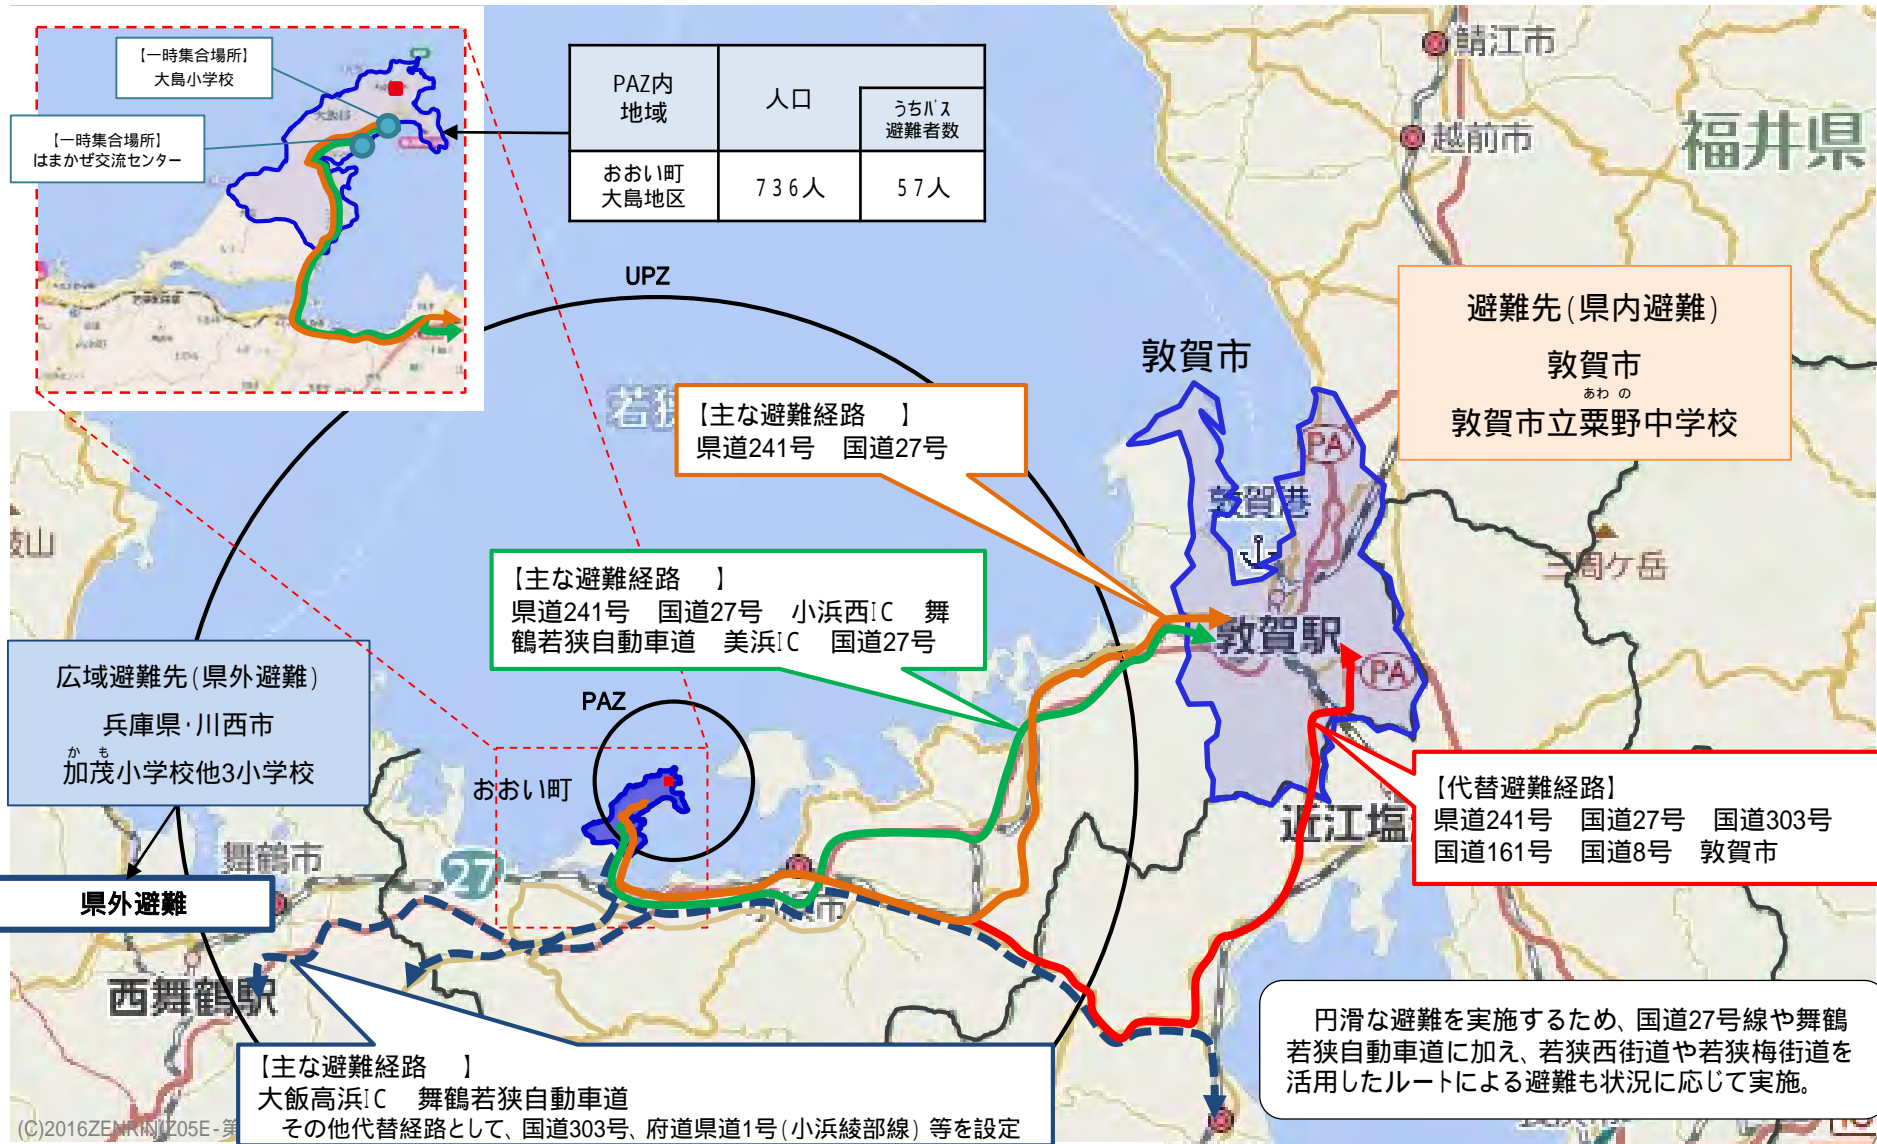 【一時集合場所】
大島小学校
【一時集合場所】
はまかぜ交流センター
PAZ内
地域
人口
うちバス
避難者数
おおい町
大島地区
736人
57人
鯖江市
越前市
福井県
UPZ
避難先(県内避難)
敦賀市
あわ の
敦賀市立粟野中学校
敦賀市
若狭
【主な避難経路　】
県道241号　国道27号
PA
敦賀港
三周ケ岳
岐山
【主な避難経路　】
県道241号　国道27号　小浜西IC　舞
鶴若狭自動車道　美浜IC　国道27号
敦賀駅
PA
広域避難先(県外避難)
兵庫県・川西市
か も
加茂小学校他3小学校
PAZ
おおい町
【代替避難経路】
県道241号　国道27号　国道303号
国道161号　国道8号　敦賀市
近江塩
舞鶴市
27
県外避難
小浜市
西舞鶴駅
円滑な避難を実施するため、国道27号線や舞鶴
若狭自動車道に加え、若狭西街道や若狭梅街道を
活用したルートによる避難も状況に応じて実施。
【主な避難経路　】
大飯高浜IC　舞鶴若狭自動車道
その他代替経路として、国道303号、府道県道1号(小浜綾部線) 等を設定
(C)2016ZENRIN(Z05E-第